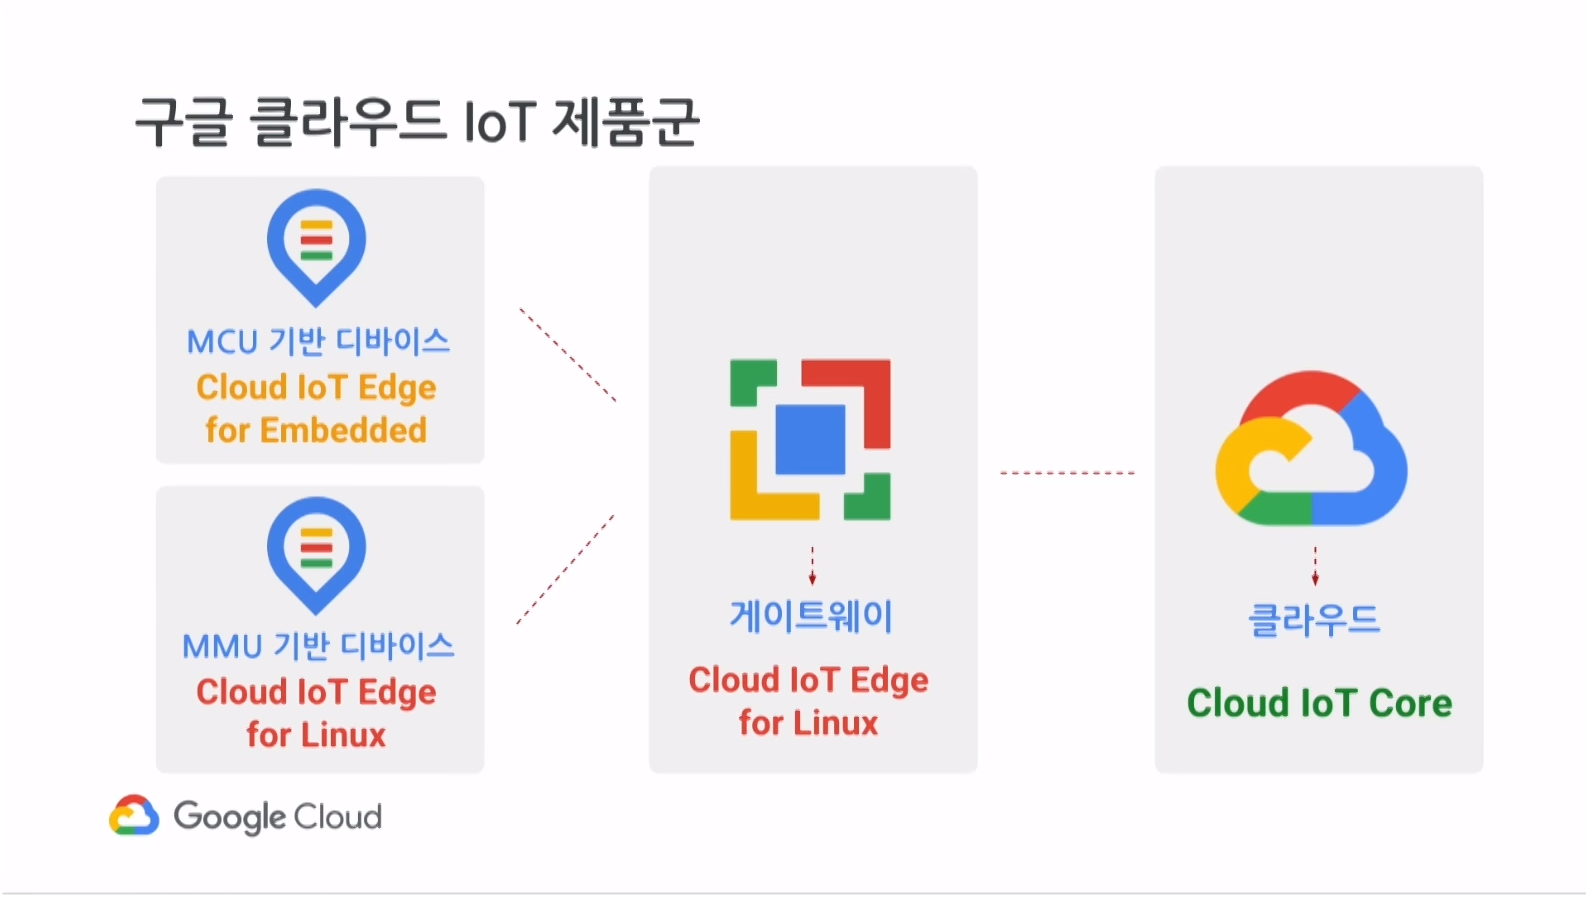 구글 클라우드 IoT 제품군
MCU 기반 디바이스
Cloud IoT Edge
for Embedded
MMU 기반 디바이스
Cloud IoT Edge
for Linux
게이트웨이
Cloud IoT Edge
for Linux
클라우드
Cloud IoT Core
Google Cloud